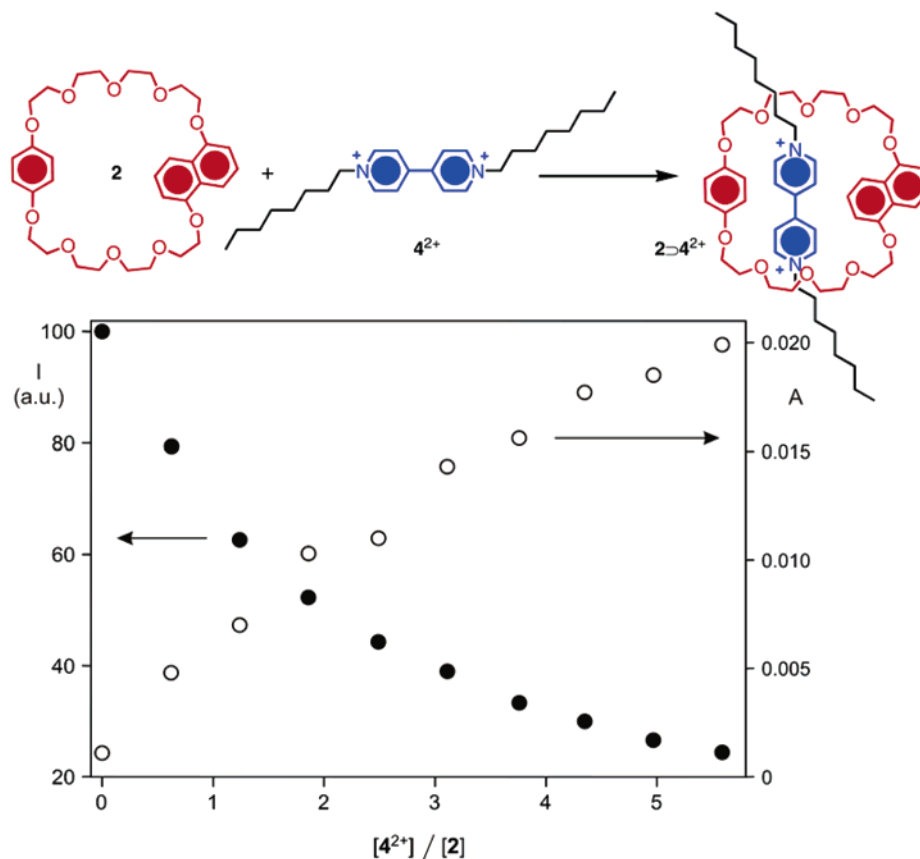 O O O O O O O O
2
+
N + N +
4²⁺
O O O O O O O O
N + N +
2⊃4²⁺
100
80
60
40
20
I
(a.u.)
0.020
0.015
0.010
0.005
0
A
0 1 2 3 4 5
[4²⁺] / [2]